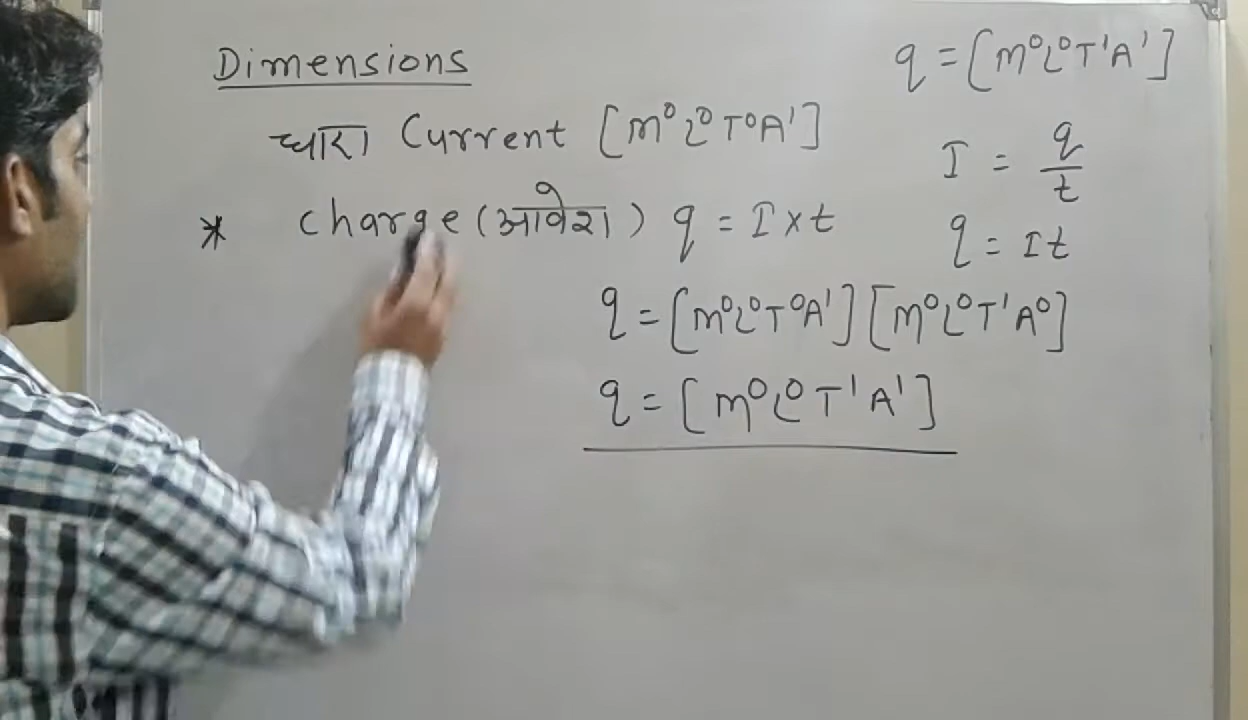 Dimensions
q = [M⁰L⁰T¹A¹]
धारा Current [M⁰L⁰T⁰A¹]
I = q/t
* Charge (आवेश) q = I × t
q = It
q = [M⁰L⁰T⁰A¹] [M⁰L⁰T¹A⁰]
q = [M⁰L⁰T¹A¹]